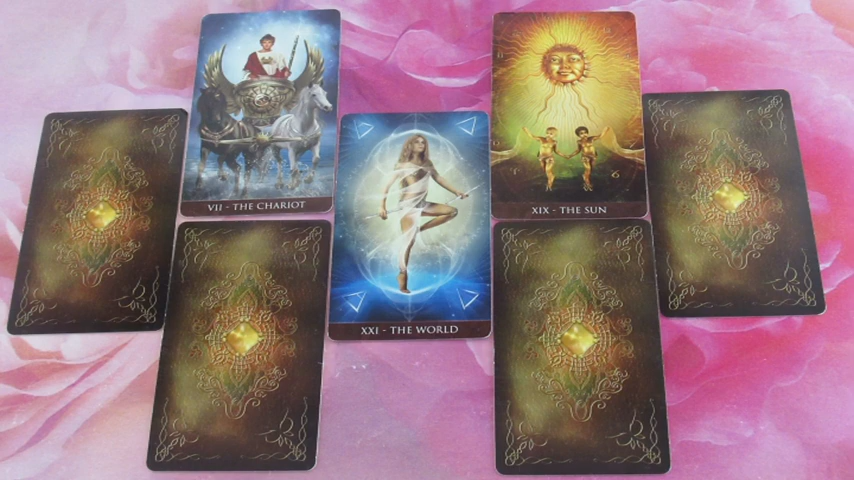 VII - THE CHARIOT
XIX - THE SUN
XXI - THE WORLD